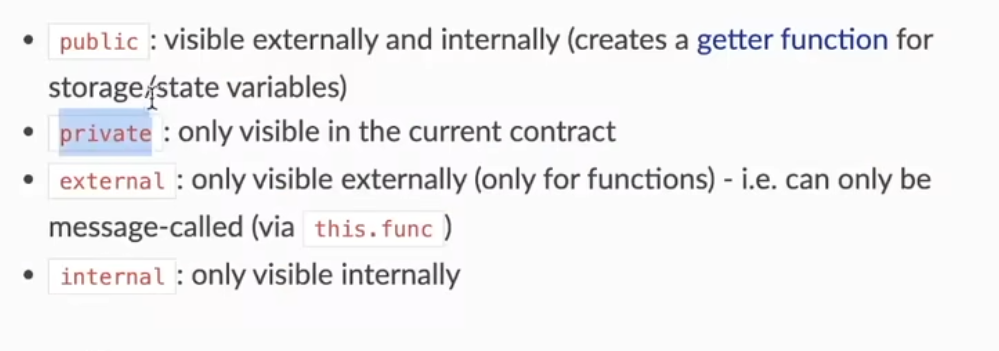 • public : visible externally and internally (creates a getter function for
storage/state variables)
• private : only visible in the current contract
• external : only visible externally (only for functions) - i.e. can only be
message-called (via this.func )
• internal : only visible internally